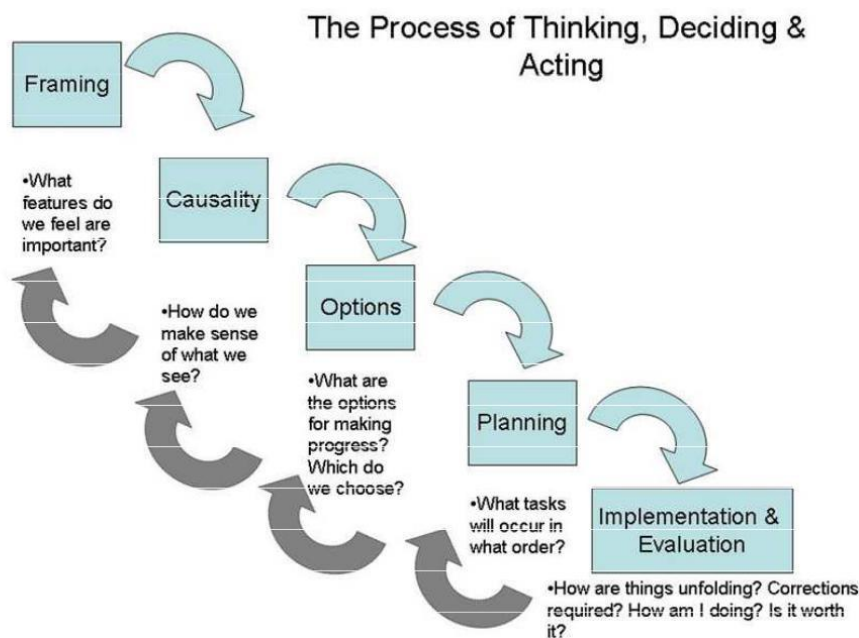 The Process of Thinking, Deciding &
Acting
Framing
•What
features do
we feel are
important?
Causality
•How do we
make sense
of what we
see?
Options
•What are
the options
for making
progress?
Which do
we choose?
Planning
•What tasks
will occur in
what order?
Implementation &
Evaluation
•How are things unfolding? Corrections
required? How am I doing? Is it worth
it?